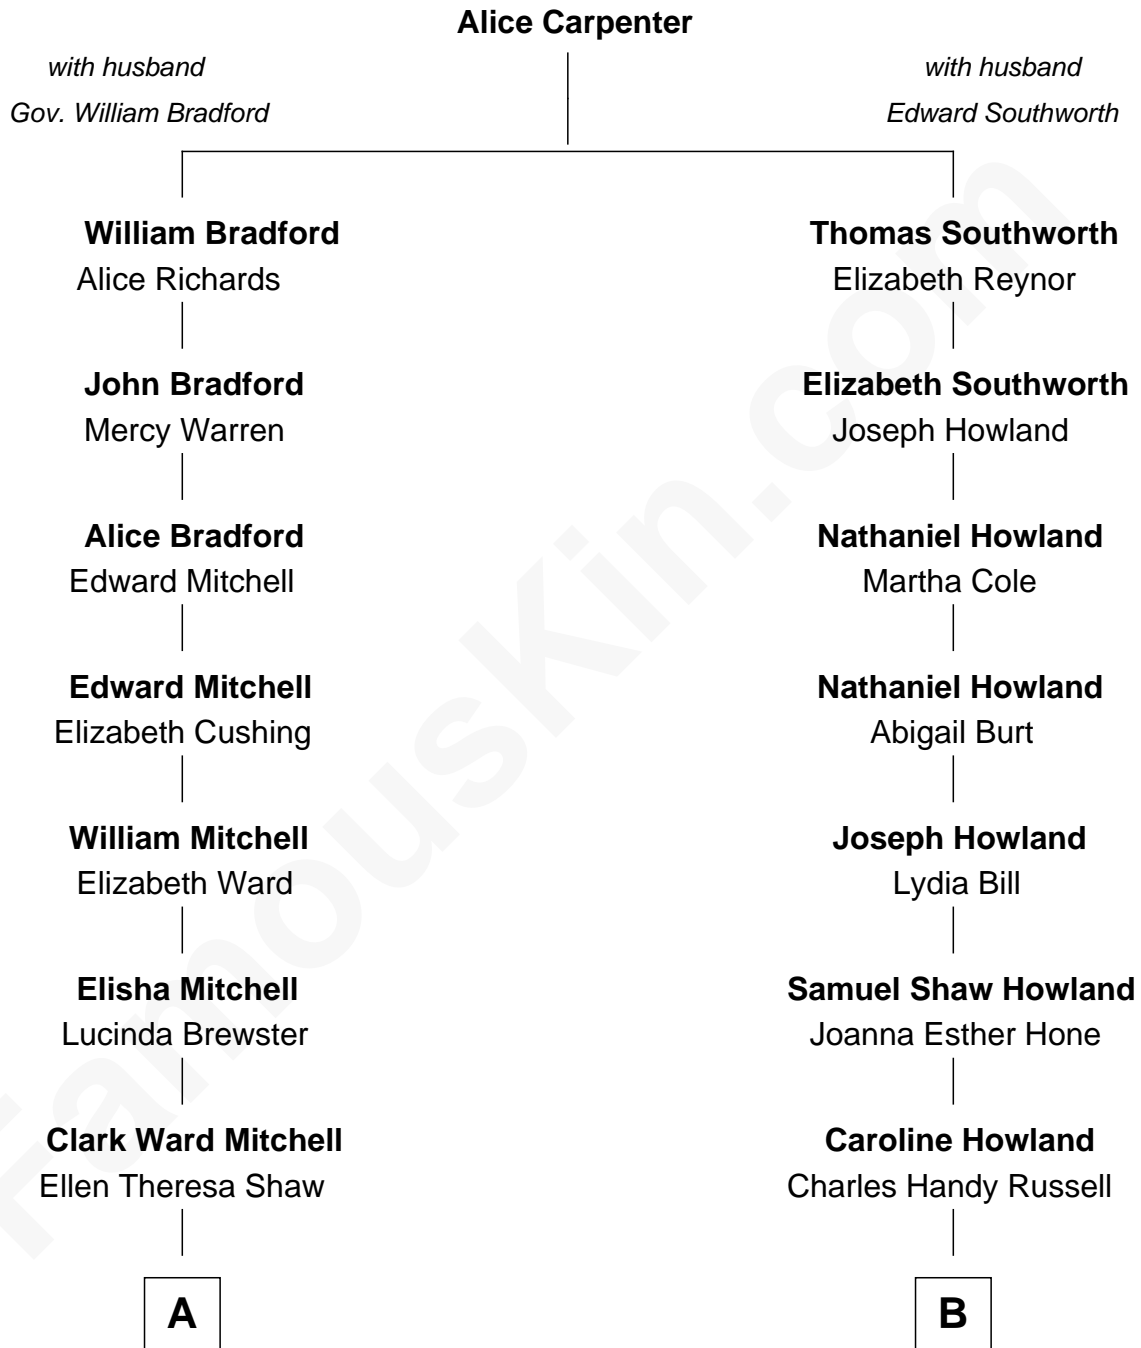 Alice Carpenter
with husband
Gov. William Bradford
with husband
Edward Southworth
William Bradford
Alice Richards
Thomas Southworth
Elizabeth Reynor
John Bradford
Mercy Warren
Elizabeth Southworth
Joseph Howland
Alice Bradford
Edward Mitchell
Nathaniel Howland
Martha Cole
Edward Mitchell
Elizabeth Cushing
Nathaniel Howland
Abigail Burt
William Mitchell
Elizabeth Ward
Joseph Howland
Lydia Bill
Elisha Mitchell
Lucinda Brewster
Samuel Shaw Howland
Joanna Esther Hone
Clark Ward Mitchell
Ellen Theresa Shaw
Caroline Howland
Charles Handy Russell
A
B
FamousKin.com